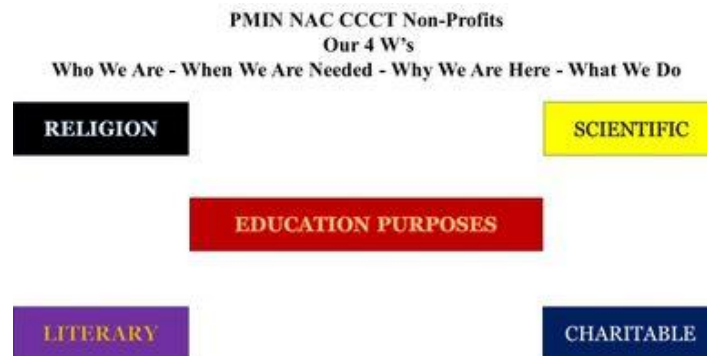 PMIN NAC CCCT Non-Profits
Our 4 W's
Who We Are - When We Are Needed - Why We Are Here - What We Do
RELIGION
SCIENTIFIC
EDUCATION PURPOSES
LITERARY
CHARITABLE